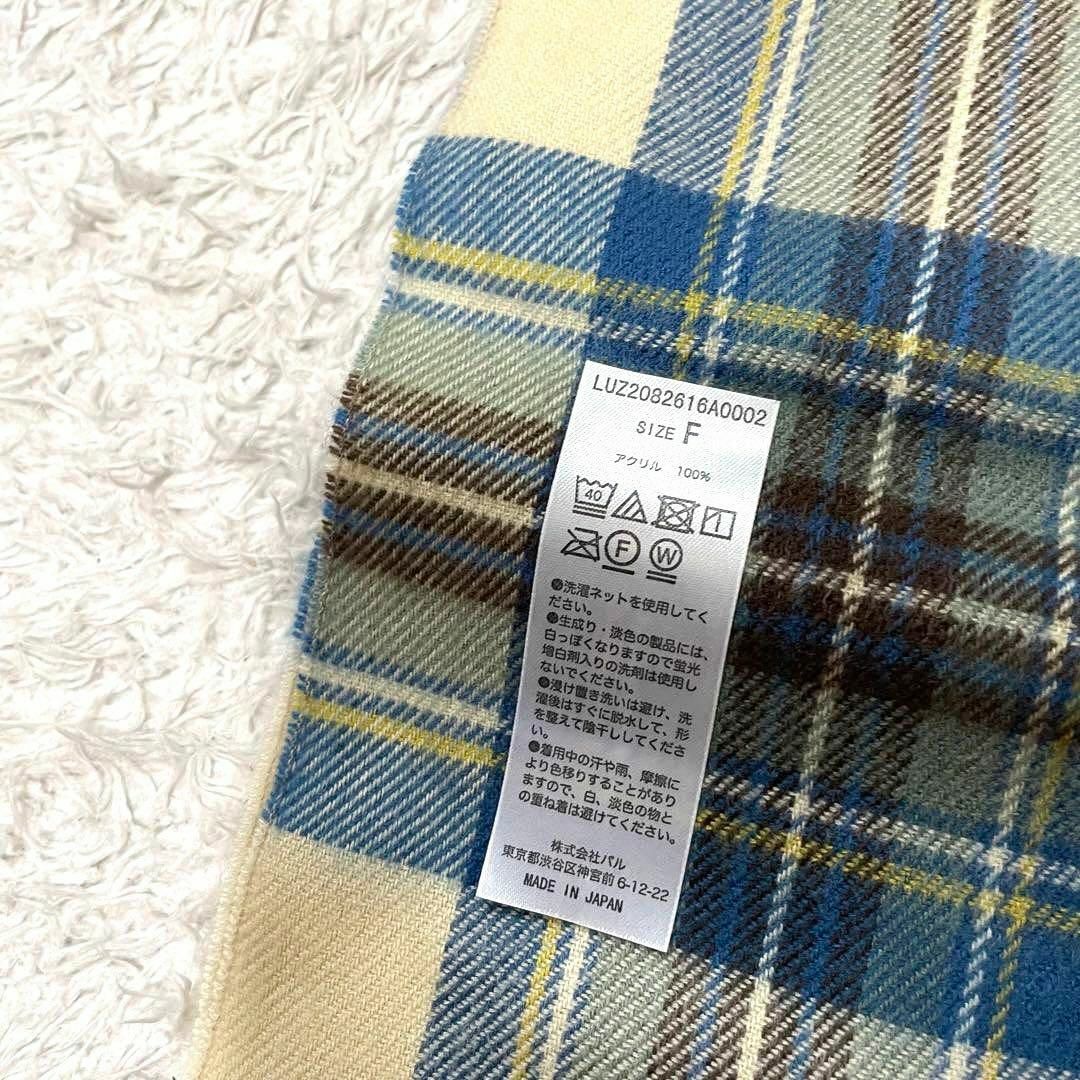 LUZ2082616A0002
SIZE F
アクリル 100%
40
1
F W
●洗濯ネットを使用してく
ださい。
●生成り・淡色の製品には、
白っぽくなりますので蛍光
増白剤入りの洗剤は使用し
ないでください。
●浸け置き洗いは避け、洗
濯後はすぐに脱水して、形
を整えて陰干ししてくださ
い。
●着用中の汗や雨、摩擦に
より色移りすることがあり
ますので、白、淡色の物と
の重ね着は避けてください。
株式会社パル
東京都渋谷区神宮前 6-12-22
MADE IN JAPAN